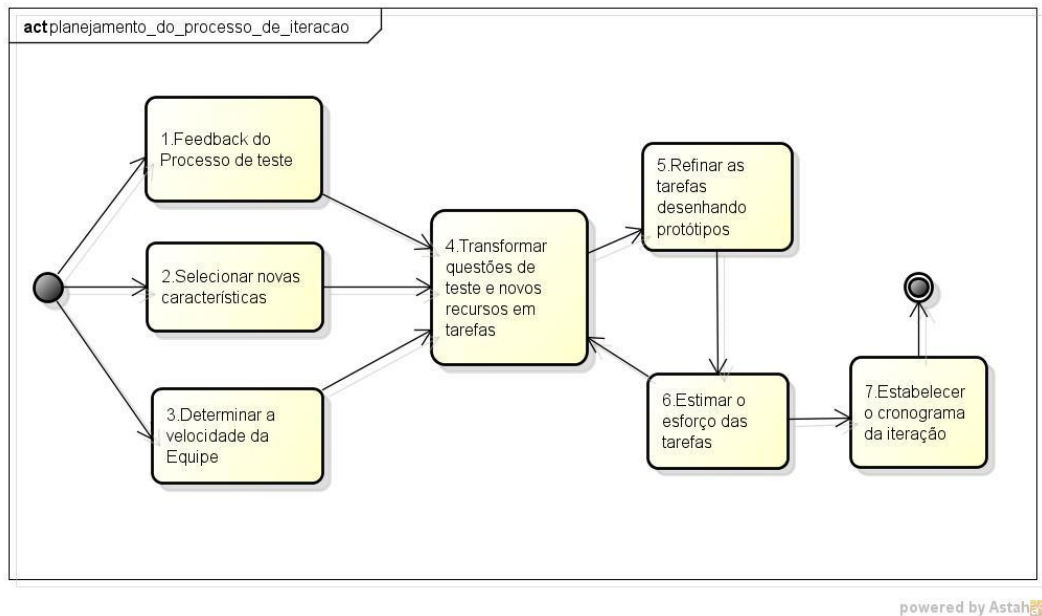 act planejamento_do_processo_de_iteracao
1.Feedback do
Processo de teste
2.Selecionar novas
características
3.Determinar a
velocidade da
Equipe
4.Transformar
questões de
teste e novos
recursos em
tarefas
5.Refinar as
tarefas
desenhando
protótipos
6.Estimar o
esforço das
tarefas
7.Estabelecer
o cronograma
da iteração
powered by Astah